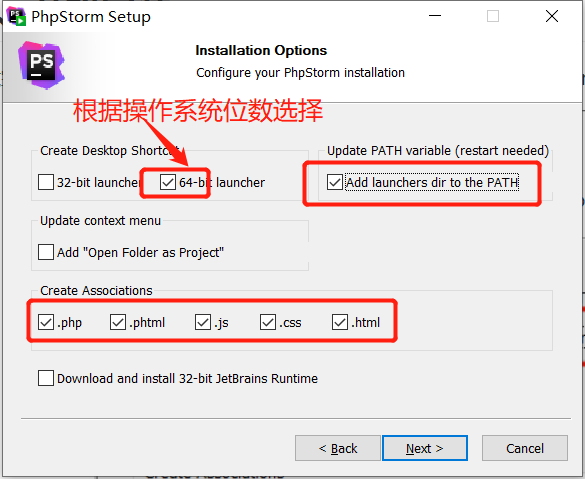 PhpStorm Setup
PS
Installation Options
Configure your PhpStorm installation
根据操作系统位数选择
Create Desktop Shortcut
Update PATH variable (restart needed)
32-bit launcher
64-bit launcher
Add launchers dir to the PATH
Update context menu
Add "Open Folder as Project"
Create Associations
.php .phtml .js .css .html
Download and install 32-bit JetBrains Runtime
< Back
Next >
Cancel
Create Associations